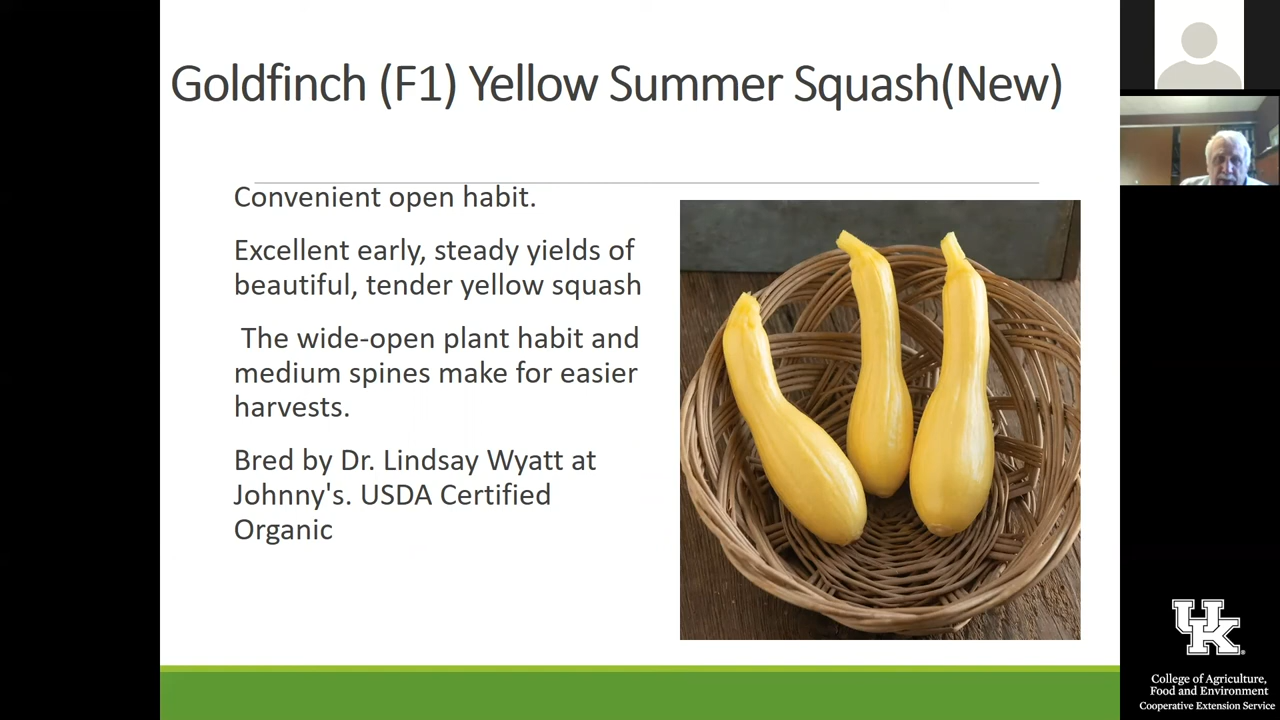 Goldfinch (F1) Yellow Summer Squash(New)
Convenient open habit.
Excellent early, steady yields of
beautiful, tender yellow squash
The wide-open plant habit and
medium spines make for easier
harvests.
Bred by Dr. Lindsay Wyatt at
Johnny's. USDA Certified
Organic
UK
College of Agriculture,
Food and Environment
Cooperative Extension Service